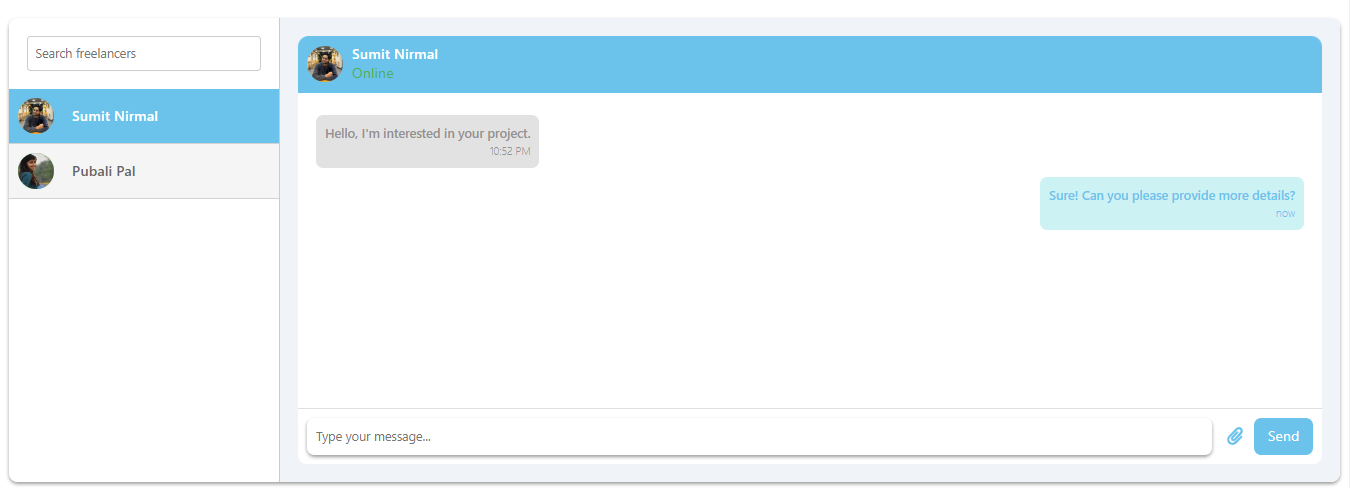 Search freelancers
Sumit Nirmal
Pubali Pal
Sumit Nirmal
Online
Hello, I'm interested in your project.
10:52 PM
Sure! Can you please provide more details?
now
Type your message...
Send